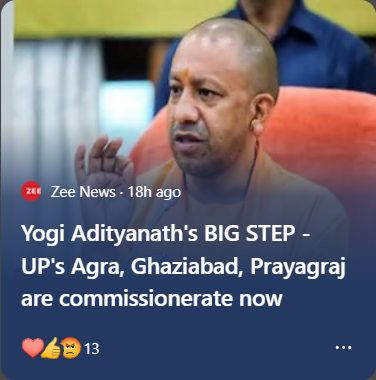 ZEE Zee News · 18h ago
Yogi Adityanath's BIG STEP -
UP's Agra, Ghaziabad, Prayagraj
are commissionerate now
13